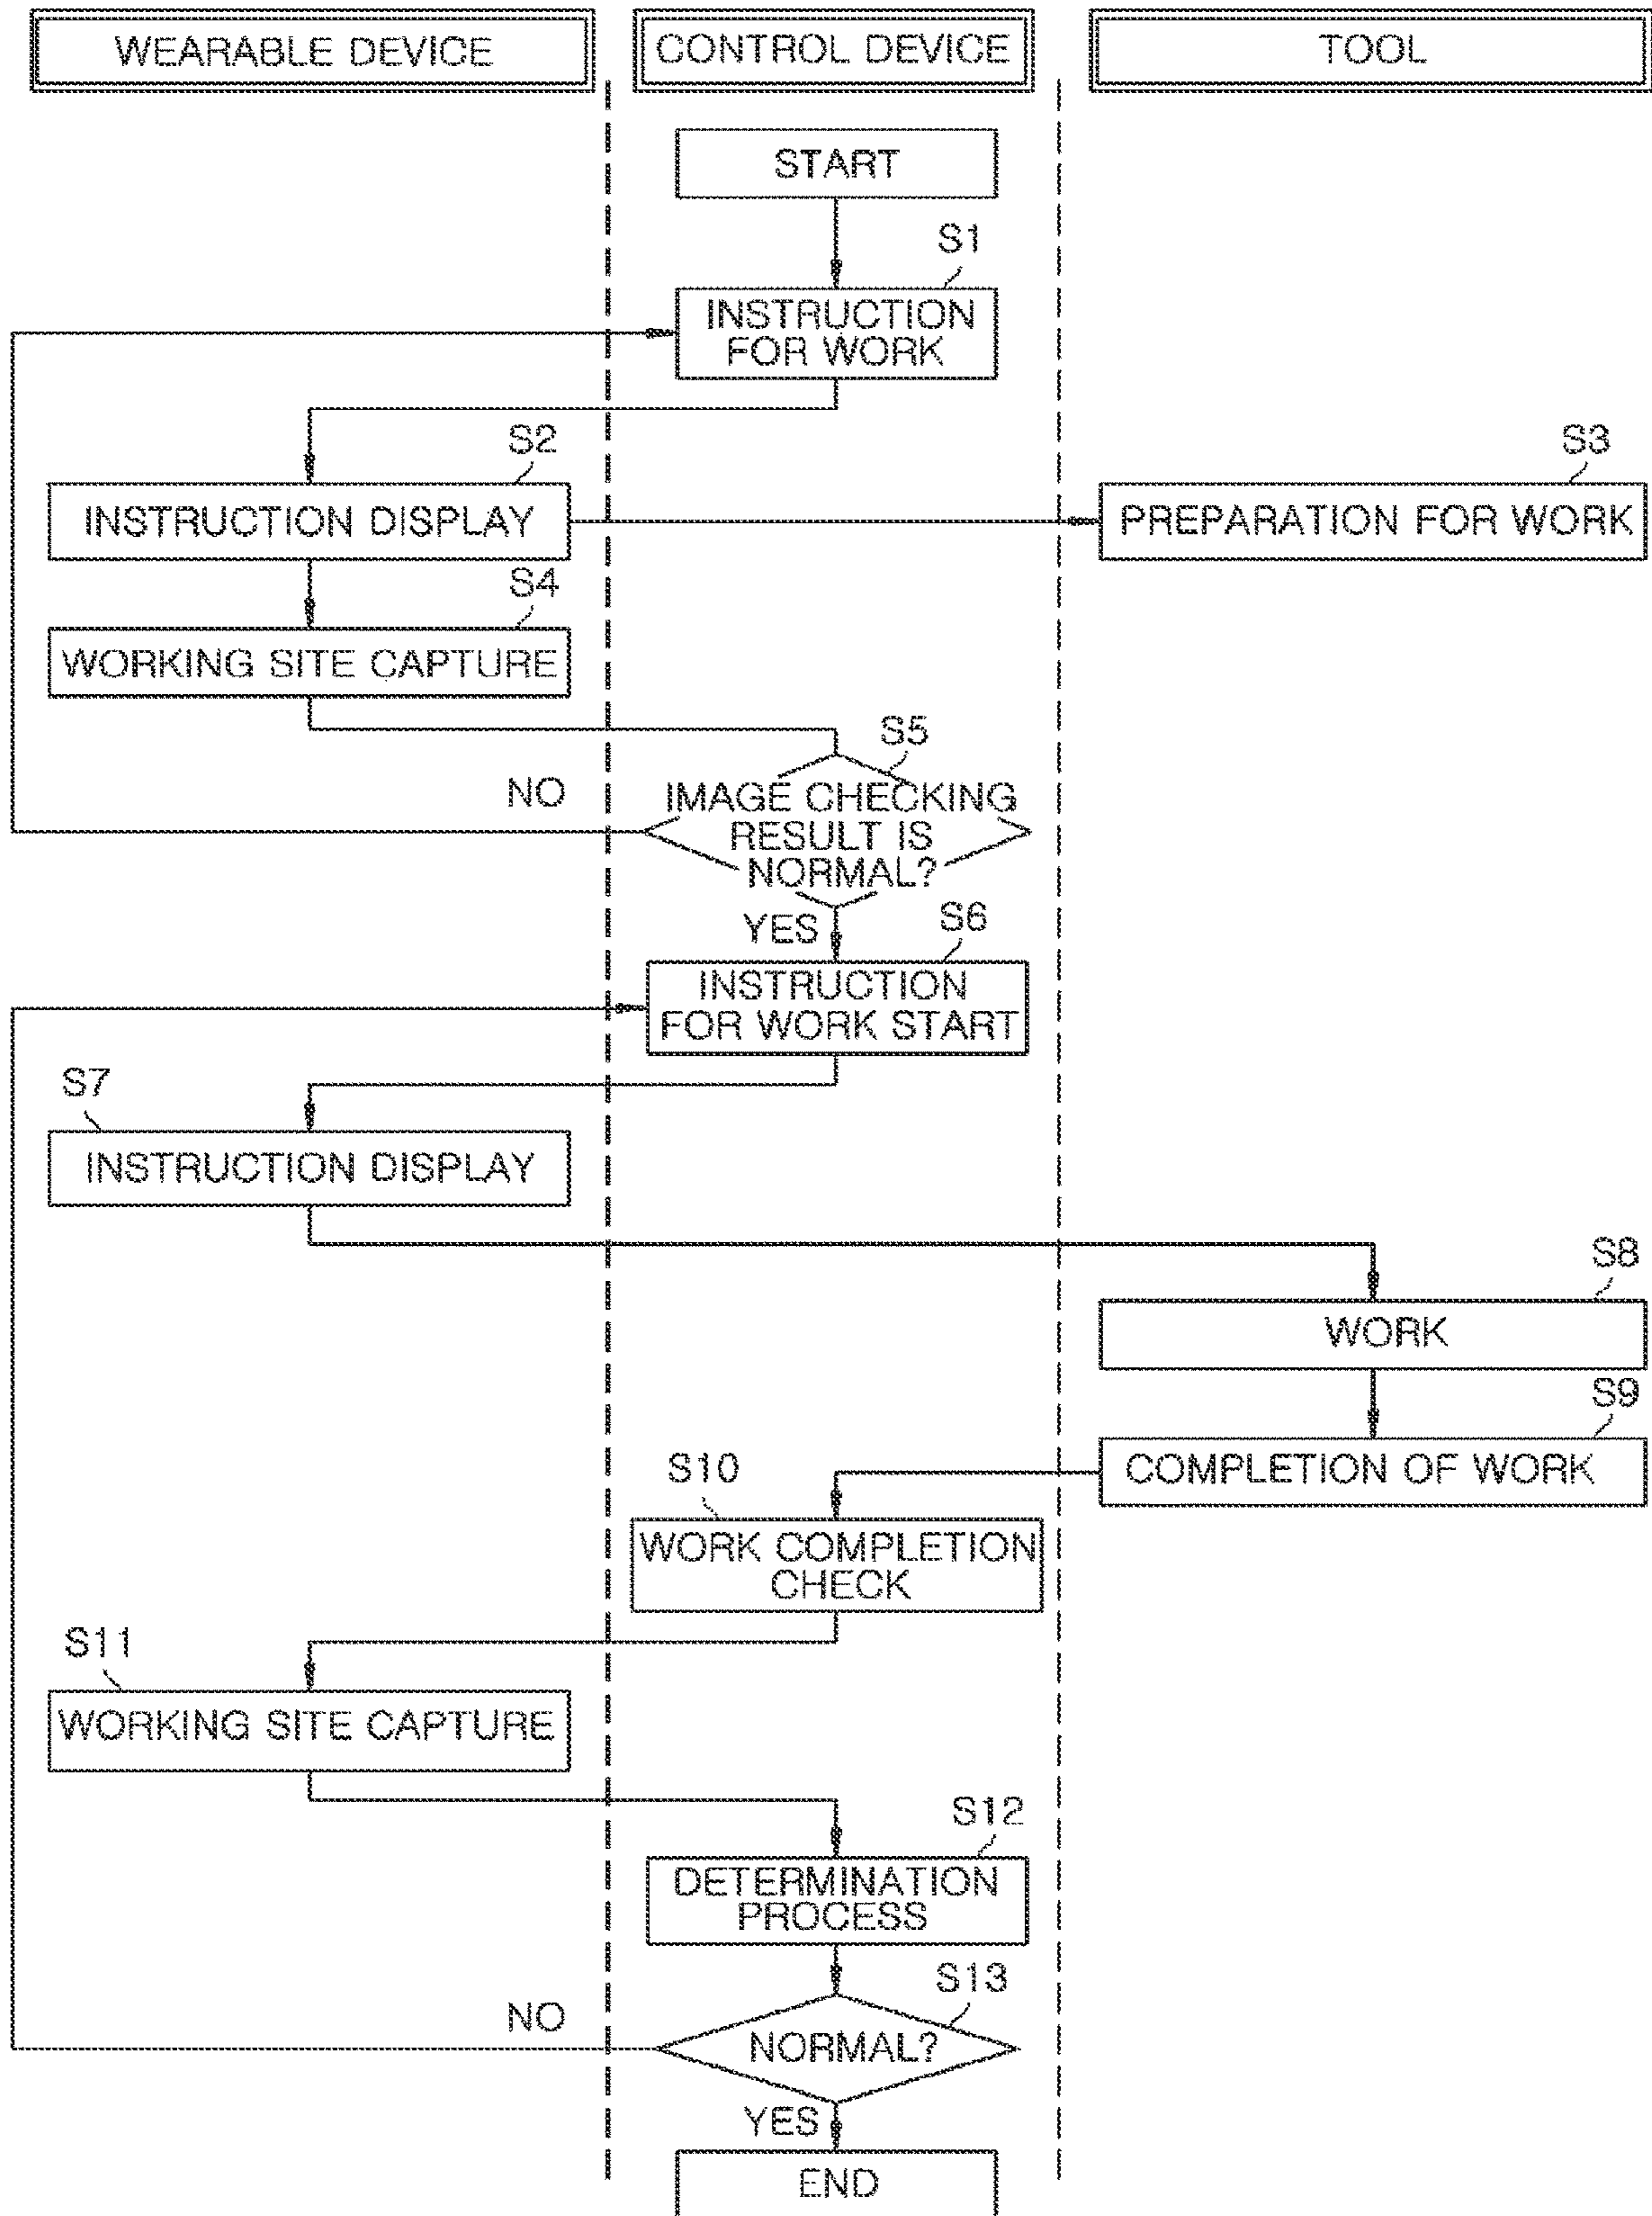 WEARABLE DEVICE
CONTROL DEVICE
TOOL
START
S1
INSTRUCTION
FOR WORK
S2
INSTRUCTION DISPLAY
S3
PREPARATION FOR WORK
S4
WORKING SITE CAPTURE
S5
IMAGE CHECKING
RESULT IS
NORMAL?
NO
YES
S6
INSTRUCTION
FOR WORK START
S7
INSTRUCTION DISPLAY
S8
WORK
S9
COMPLETION OF WORK
S10
WORK COMPLETION
CHECK
S11
WORKING SITE CAPTURE
S12
DETERMINATION
PROCESS
S13
NORMAL?
NO
YES
END